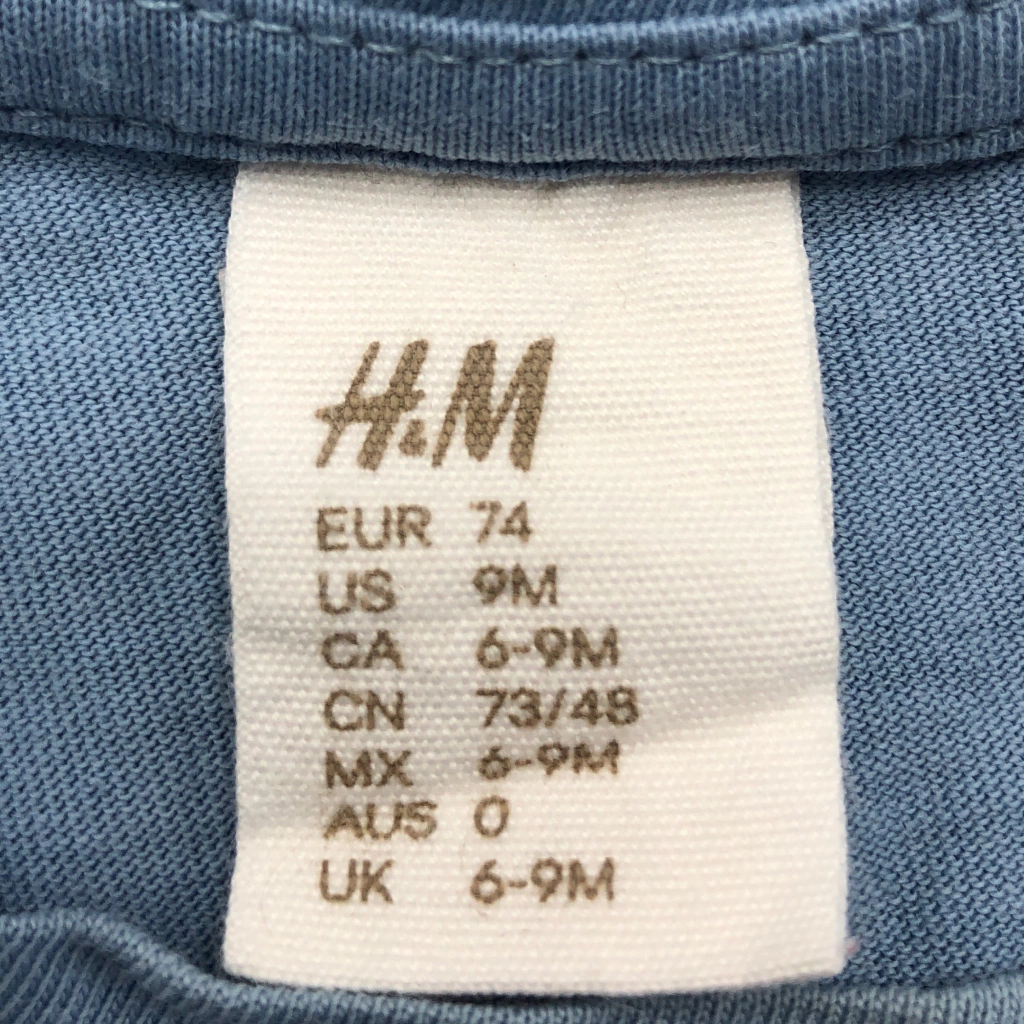 H&M
EUR 74
US 9M
CA 6-9M
CN 73/48
MX 6-9M
AUS 0
UK 6-9M